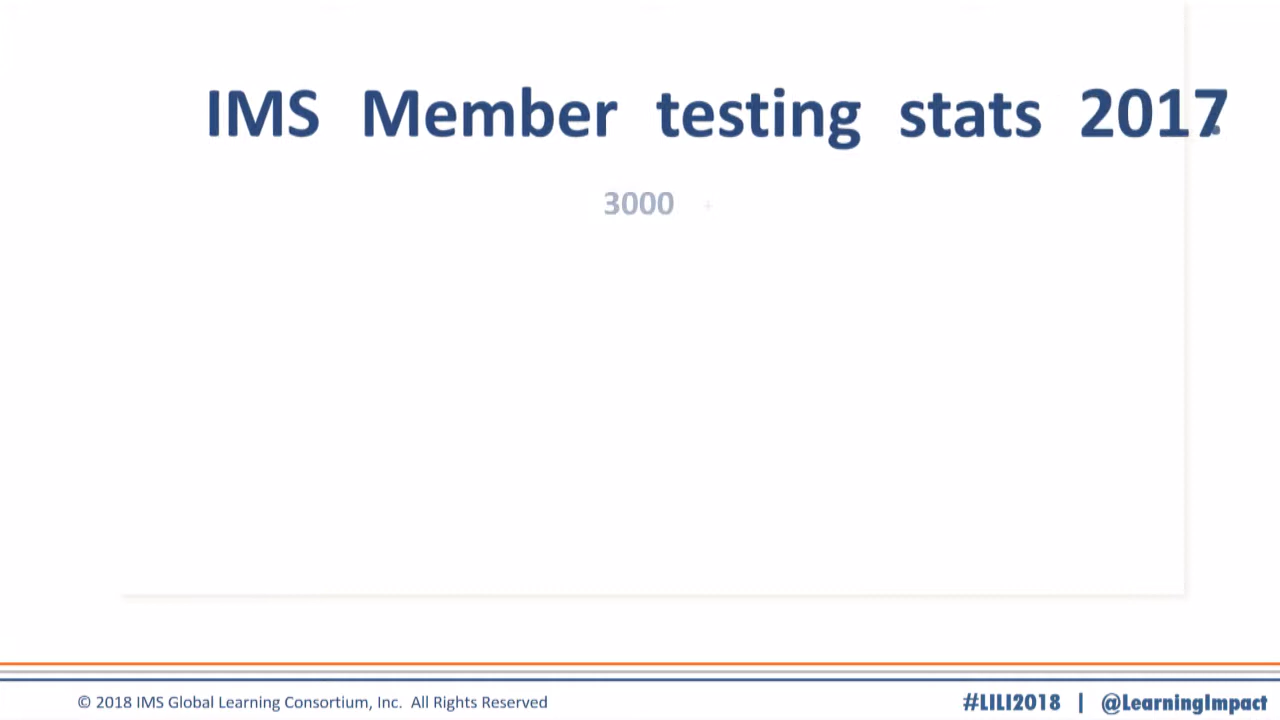 IMS Member testing stats 2017
3000 +
© 2018 IMS Global Learning Consortium, Inc. All Rights Reserved
#LILI2018 | @LearningImpact